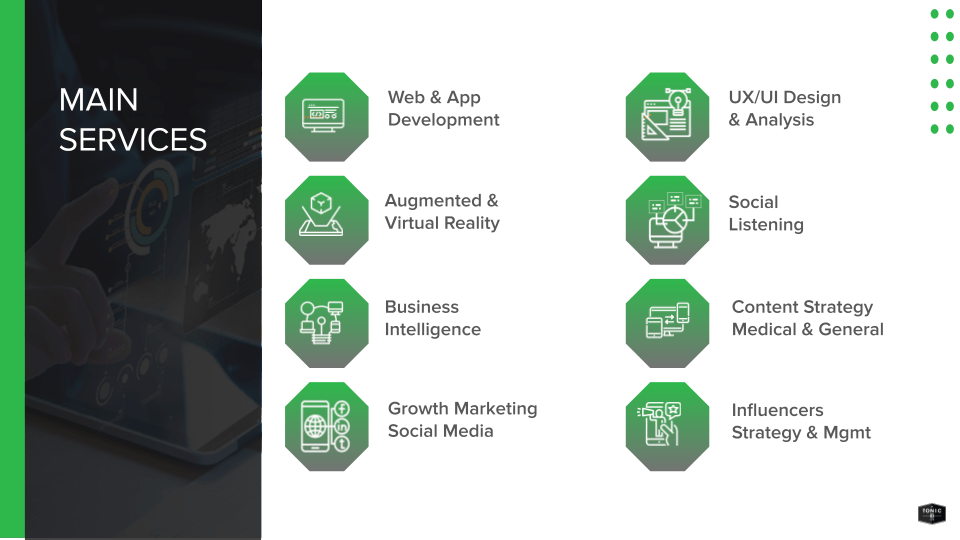 MAIN
SERVICES
Web & App
Development
UX/UI Design
& Analysis
Augmented &
Virtual Reality
Social
Listening
Business
Intelligence
Content Strategy
Medical & General
Growth Marketing
Social Media
Influencers
Strategy & Mgmt
f
in
t
TONIC